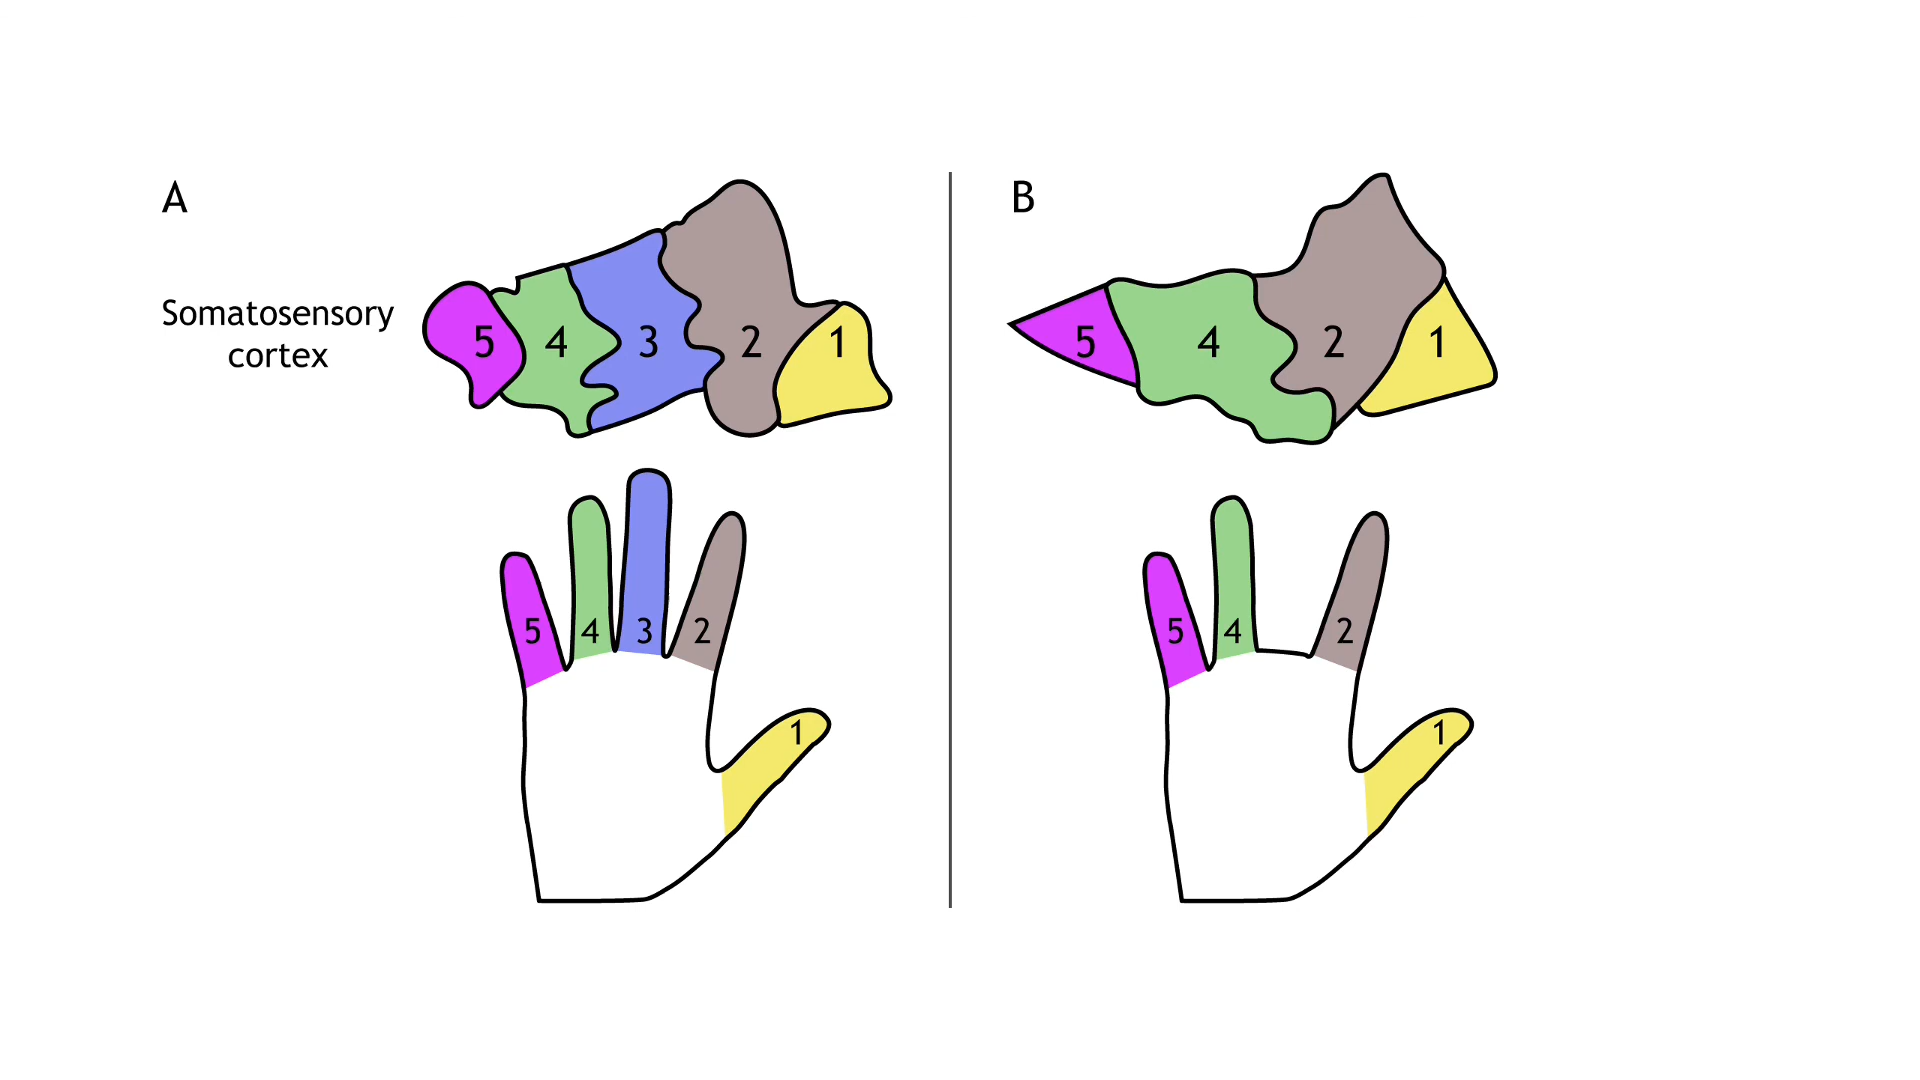 A
Somatosensory
cortex
5 4 3 2 1
5 4 3 2
1
B
5 4 2 1
5 4 2
1